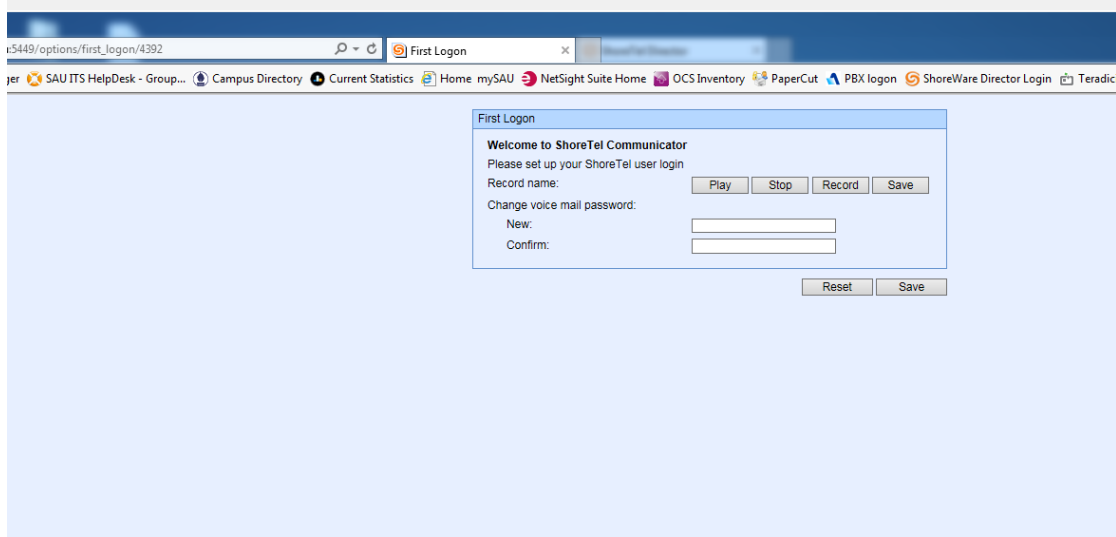 :5449/options/first_logon/4392 First Logon
ger SAU ITS HelpDesk - Group... Campus Directory Current Statistics Home mySAU NetSight Suite Home OCS Inventory PaperCut PBX logon ShoreWare Director Login Teradic
First Logon
Welcome to ShoreTel Communicator
Please set up your ShoreTel user login
Record name: Play Stop Record Save
Change voice mail password:
New:
Confirm:
Reset Save